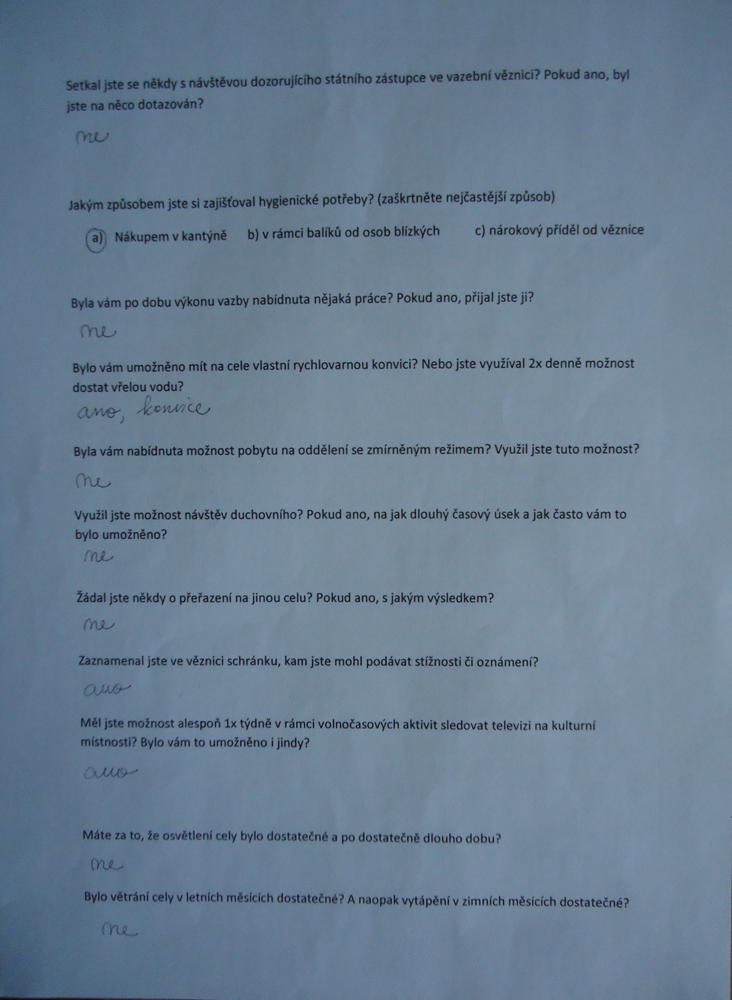 Setkal jste se někdy s návštěvou dozorujícího státního zástupce ve vazební věznici? Pokud ano, byl
jste na něco dotazován?
ne
Jakým způsobem jste si zajišťoval hygienické potřeby? (zaškrtněte nejčastější způsob)
a) Nákupem v kantýně b) v rámci balíků od osob blízkých c) nárokový příděl od věznice
Byla vám po dobu výkonu vazby nabídnuta nějaká práce? Pokud ano, přijal jste ji?
ne
Bylo vám umožněno mít na cele vlastní rychlovarnou konvici? Nebo jste využíval 2x denně možnost
dostat vřelou vodu?
ano, konvice
Byla vám nabídnuta možnost pobytu na oddělení se zmírněným režimem? Využil jste tuto možnost?
ne
Využil jste možnost návštěv duchovního? Pokud ano, na jak dlouhý časový úsek a jak často vám to
bylo umožněno?
ne
Žádal jste někdy o přeřazení na jinou celu? Pokud ano, s jakým výsledkem?
ne
Zaznamenal jste ve věznici schránku, kam jste mohl podávat stížnosti či oznámení?
ano
Měl jste možnost alespoň 1x týdně v rámci volnočasových aktivit sledovat televizi na kulturní
místnosti? Bylo vám to umožněno i jindy?
ano
Máte za to, že osvětlení cely bylo dostatečné a po dostatečně dlouho dobu?
ne
Bylo větrání cely v letních měsících dostatečné? A naopak vytápění v zimních měsících dostatečné?
ne